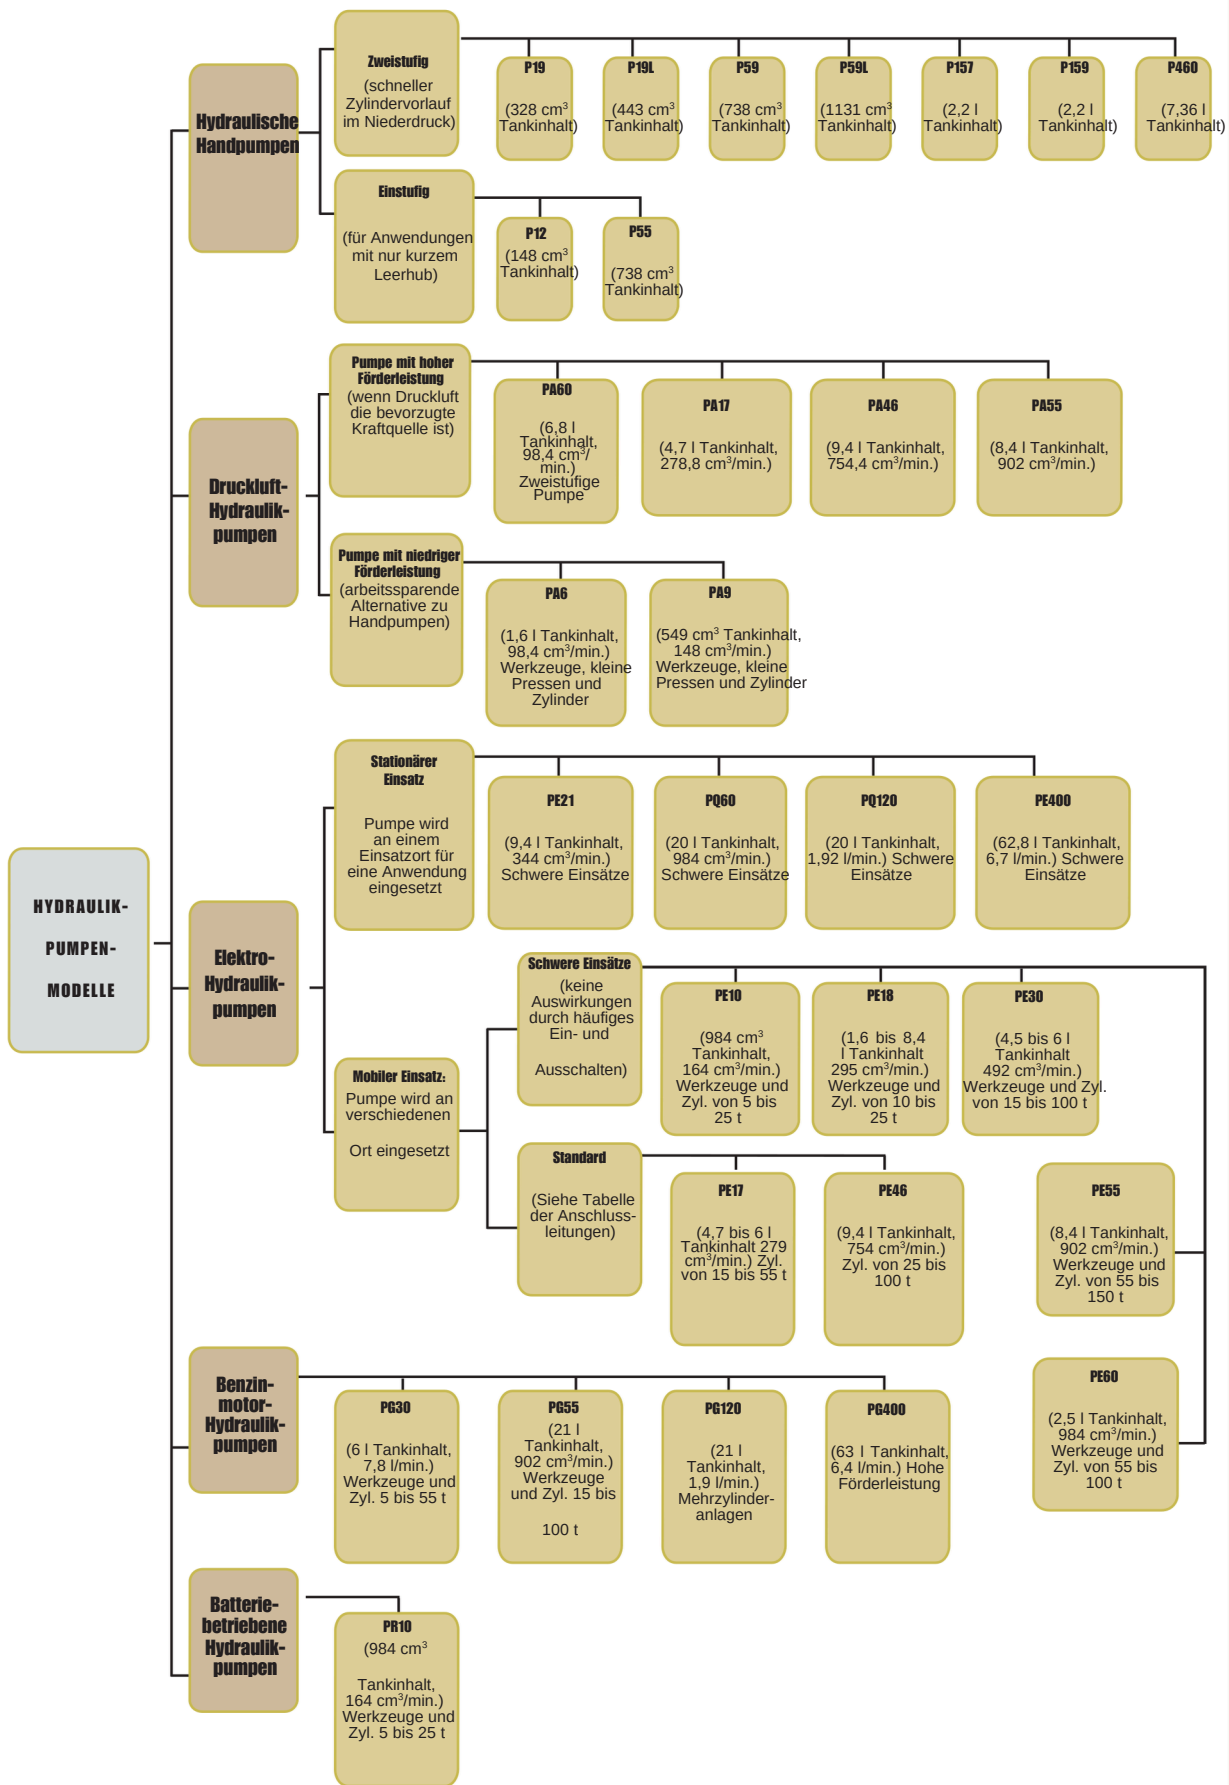 HYDRAULIK-
PUMPEN-
MODELLE
Hydraulische
Handpumpen
Zweistufig
(schneller
Zylindervorlauf
im Niederdruck)
P19
(328 cm³
Tankinhalt)
P19L
(443 cm³
Tankinhalt)
P59
(738 cm³
Tankinhalt)
P59L
(1131 cm³
Tankinhalt)
P157
(2,2 l
Tankinhalt)
P159
(2,2 l
Tankinhalt)
P460
(7,36 l
Tankinhalt)
Einstufig
(für Anwendungen
mit nur kurzem
Leerhub)
P12
(148 cm³
Tankinhalt)
P55
(738 cm³
Tankinhalt)
Druckluft-
Hydraulik-
pumpen
Pumpe mit hoher
Förderleistung
(wenn Druckluft
die bevorzugte
Kraftquelle ist)
PA60
(6,8 l
Tankinhalt,
98,4 cm³/
min.)
Zweistufige
Pumpe
PA17
(4,7 l Tankinhalt,
278,8 cm³/min.)
PA46
(9,4 l Tankinhalt,
754,4 cm³/min.)
PA55
(8,4 l Tankinhalt,
902 cm³/min.)
Pumpe mit niedriger
Förderleistung
(arbeitssparende
Alternative zu
Handpumpen)
PA6
(1,6 l Tankinhalt,
98,4 cm³/min.)
Werkzeuge, kleine
Pressen und
Zylinder
PA9
(549 cm³ Tankinhalt,
148 cm³/min.)
Werkzeuge, kleine
Pressen und Zylinder
Elektro-
Hydraulik-
pumpen
Stationärer
Einsatz
Pumpe wird
an einem
Einsatzort für
eine Anwendung
eingesetzt
PE21
(9,4 l Tankinhalt,
344 cm³/min.)
Schwere Einsätze
PQ60
(20 l Tankinhalt,
984 cm³/min.)
Schwere Einsätze
PQ120
(20 l Tankinhalt,
1,92 l/min.) Schwere
Einsätze
PE400
(62,8 l Tankinhalt,
6,7 l/min.) Schwere
Einsätze
Mobiler Einsatz:
Pumpe wird an
verschiedenen
Ort eingesetzt
Schwere Einsätze
(keine
Auswirkungen
durch häufiges
Ein- und
Ausschalten)
PE10
(984 cm³
Tankinhalt,
164 cm³/min.)
Werkzeuge und
Zyl. von 5 bis
25 t
PE18
(1,6 bis 8,4
l Tankinhalt
295 cm³/min.)
Werkzeuge und
Zyl. von 10 bis
25 t
PE30
(4,5 bis 6 l
Tankinhalt
492 cm³/min.)
Werkzeuge und Zyl.
von 15 bis 100 t
Standard
(Siehe Tabelle
der Anschluss-
leitungen)
PE17
(4,7 bis 6 l
Tankinhalt 279
cm³/min.) Zyl.
von 15 bis 55 t
PE46
(9,4 l Tankinhalt,
754 cm³/min.)
Zyl. von 25 bis
100 t
PE55
(8,4 l Tankinhalt,
902 cm³/min.)
Werkzeuge und
Zyl. von 55 bis
150 t
PE60
(2,5 l Tankinhalt,
984 cm³/min.)
Werkzeuge und
Zyl. von 55 bis
100 t
Benzin-
motor-
Hydraulik-
pumpen
PG30
(6 l Tankinhalt,
7,8 l/min.)
Werkzeuge und
Zyl. 5 bis 55 t
PG55
(21 l
Tankinhalt,
902 cm³/min.)
Werkzeuge
und Zyl. 15 bis
100 t
PG120
(21 l
Tankinhalt,
1,9 l/min.)
Mehrzylinder-
anlagen
PG400
(63 l Tankinhalt,
6,4 l/min.) Hohe
Förderleistung
Batterie-
betriebene
Hydraulik-
pumpen
PR10
(984 cm³
Tankinhalt,
164 cm³/min.)
Werkzeuge und
Zyl. 5 bis 25 t